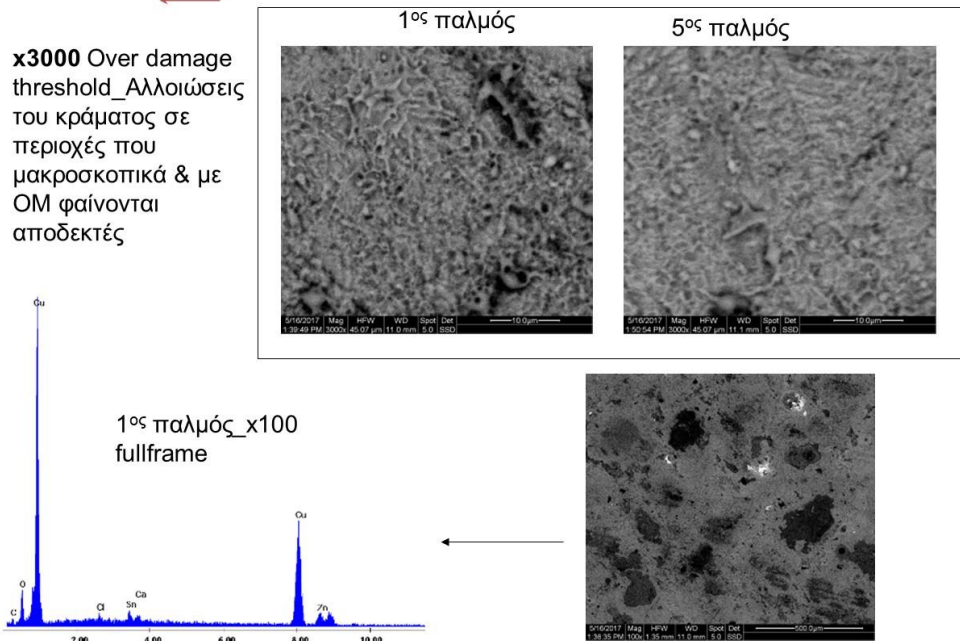 1ος παλμός
5ος παλμός
x3000 Over damage
threshold_Αλλοιώσεις
του κράματος σε
περιοχές που
μακροσκοπικά & με
ΟΜ φαίνονται
αποδεκτές
5/16/2017 Mag HFW WD Spot Det
1:39:49 PM 3000x 45.07 μm 11.0 mm 5.0 SSD
10.0μm
5/16/2017 Mag HFW WD Spot Det
1:50:54 PM 3000x 45.07 μm 11.1 mm 5.0 SSD
10.0μm
1ος παλμός_x100
fullframe
Cu
Cu
O
C
Cl
Sn
Ca
Zn
2.00 4.00 6.00 8.00 10.00
5/16/2017 Mag HFW WD Spot Det
1:36:35 PM 100x 1.35 mm 11.0 mm 5.0 SSD
500.0μm